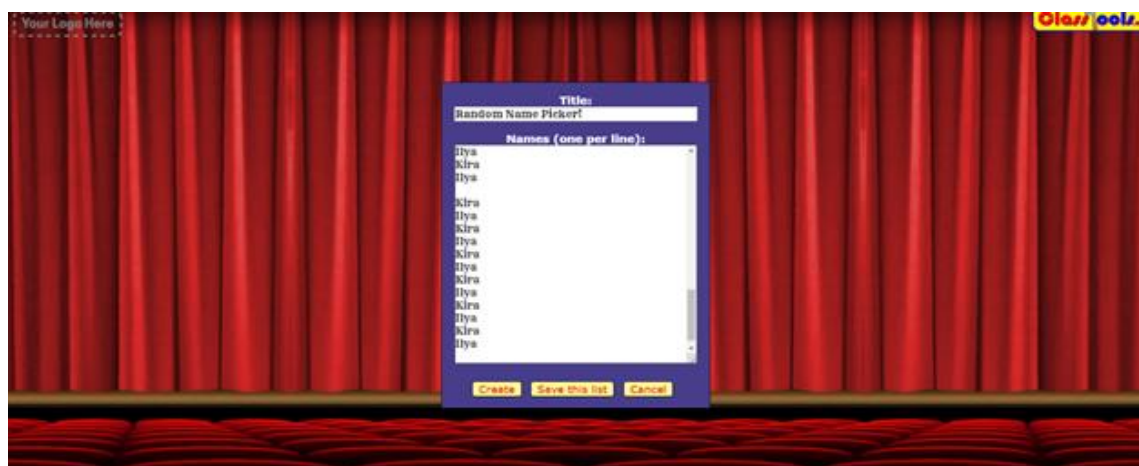 Your Logo Here
ClassTools.
Title:
Random Name Picker!
Names (one per line):
Ilya
Kira
Ilya
Kira
Ilya
Kira
Ilya
Kira
Ilya
Kira
Ilya
Kira
Ilya
Kira
Ilya
Create
Save this list
Cancel